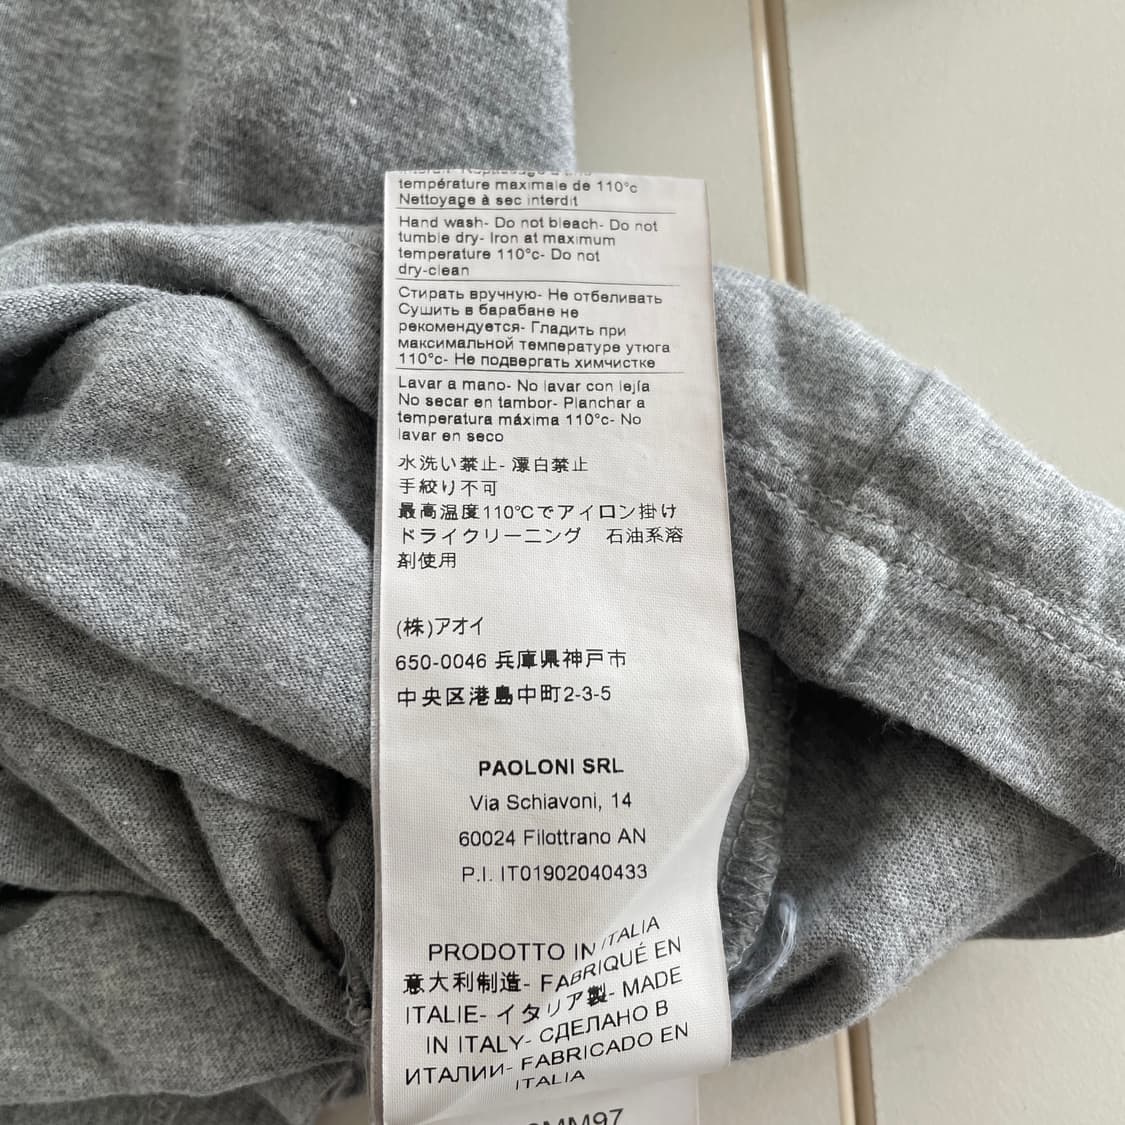 température maximale de 110°c
Nettoyage à sec interdit
Hand wash- Do not bleach- Do not
tumble dry- Iron at maximum
temperature 110°c- Do not
dry-clean
Стирать вручную- Не отбеливать
Сушить в барабане не
рекомендуется- Гладить при
максимальной температуре утюга
110°c- Не подвергать химчистке
Lavar a mano- No lavar con lejía
No secar en tambor- Planchar a
temperatura máxima 110°c- No
lavar en seco
水洗い禁止- 漂白禁止
手絞り不可
最高温度110℃でアイロン掛け
ドライクリーニング　石油系溶
剤使用
(株)アオイ
650-0046 兵庫県神戸市
中央区港島中町2-3-5
PAOLONI SRL
Via Schiavoni, 14
60024 Filottrano AN
P.I. IT01902040433
PRODOTTO IN ITALIA
意大利制造- FABRIQUÉ EN
ITALIE- イタリア製- MADE
IN ITALY- СДЕЛАНО В
ИТАЛИИ- FABRICADO EN
ITALIA